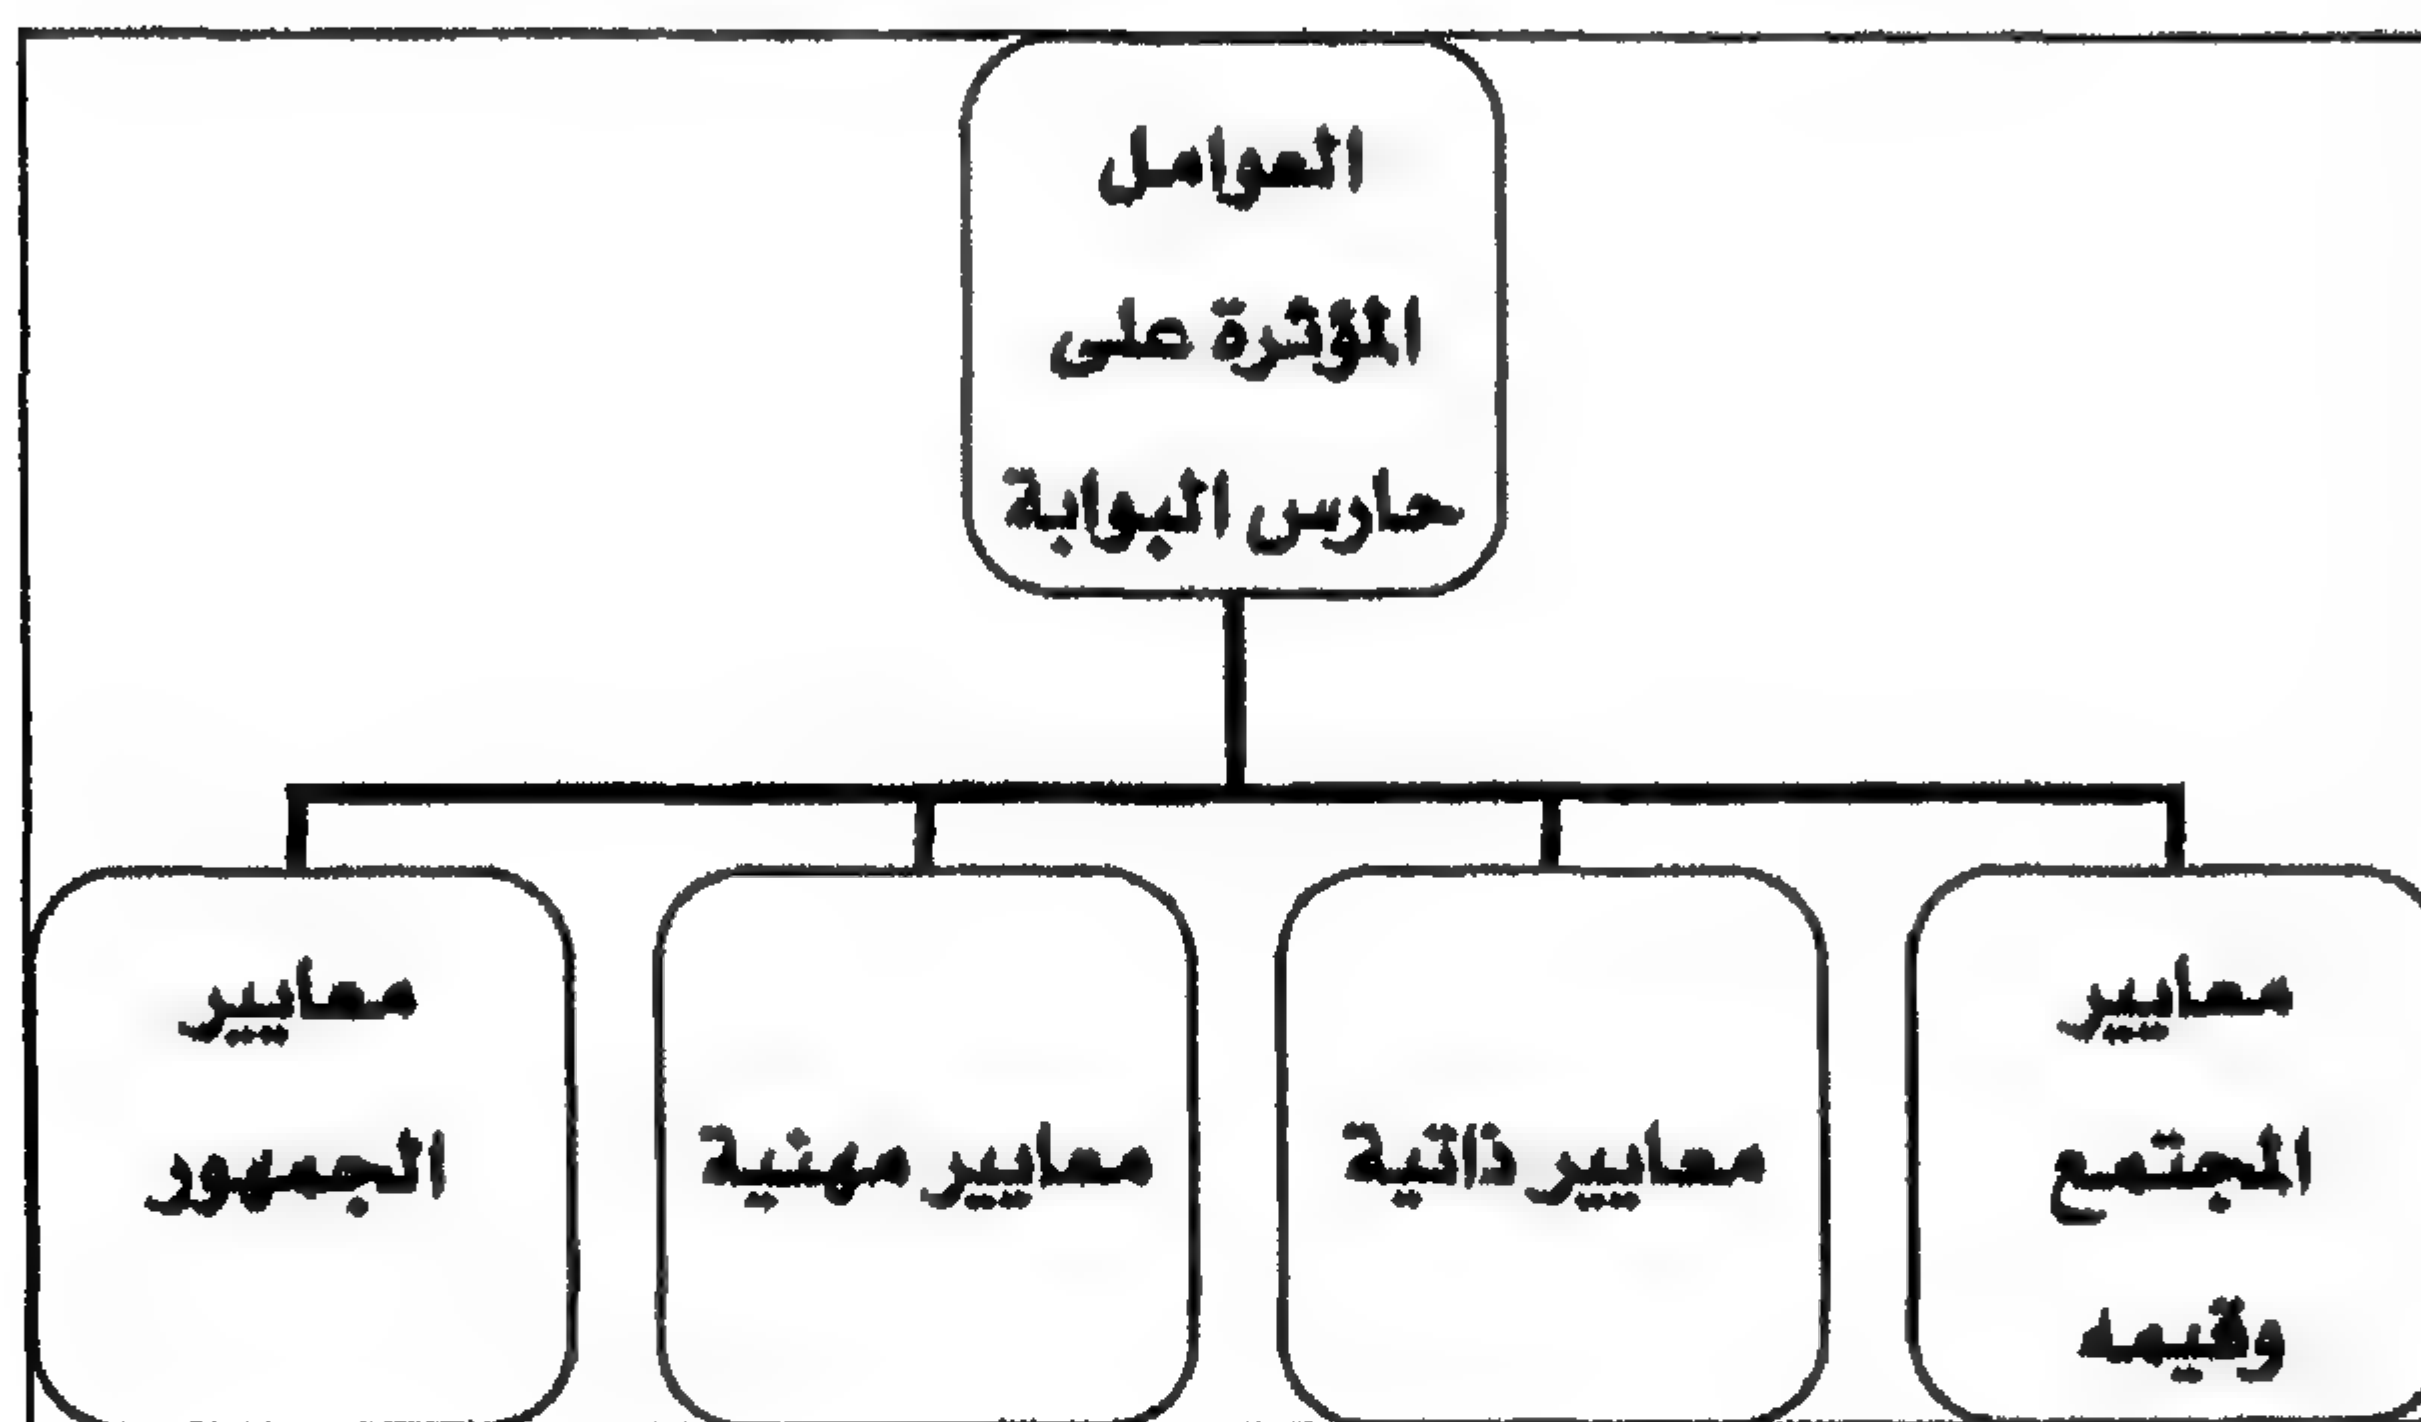 العوامل
المؤثرة على
حارس البوابة
معايير
المجتمع
وقيمه
معايير ذاتية
معايير مهنية
معايير
الجمهور